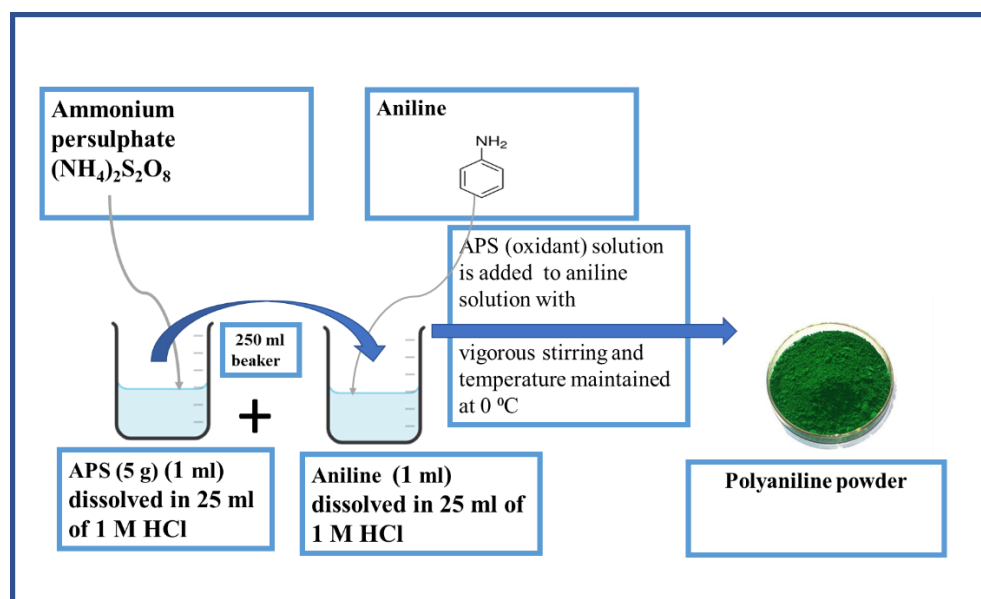 Ammonium
persulphate
(NH₄)₂S₂O₈
Aniline
NH₂
APS (oxidant) solution
is added to aniline
solution with
vigorous stirring and
temperature maintained
at 0 ⁰C
250 ml
beaker
+
APS (5 g) (1 ml)
dissolved in 25 ml
of 1 M HCl
Aniline (1 ml)
dissolved in 25 ml of
1 M HCl
Polyaniline powder